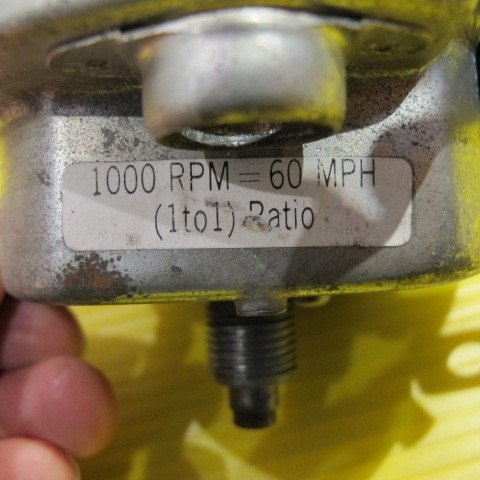 1000 RPM = 60 MPH
(1to1) Ratio